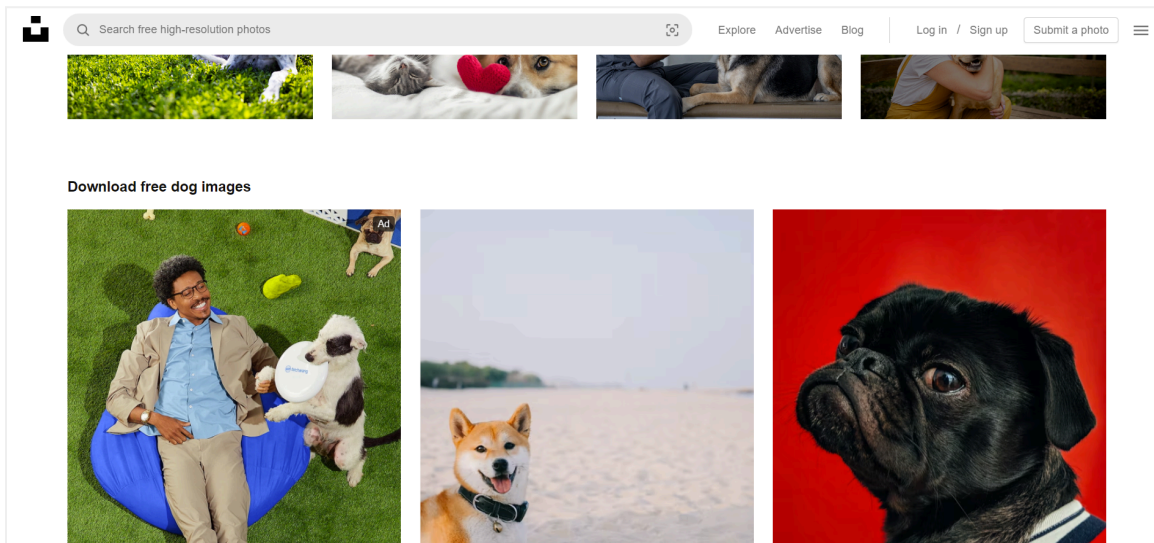 Search free high-resolution photos
Explore Advertise Blog Log in / Sign up Submit a photo
Download free dog images
Ad